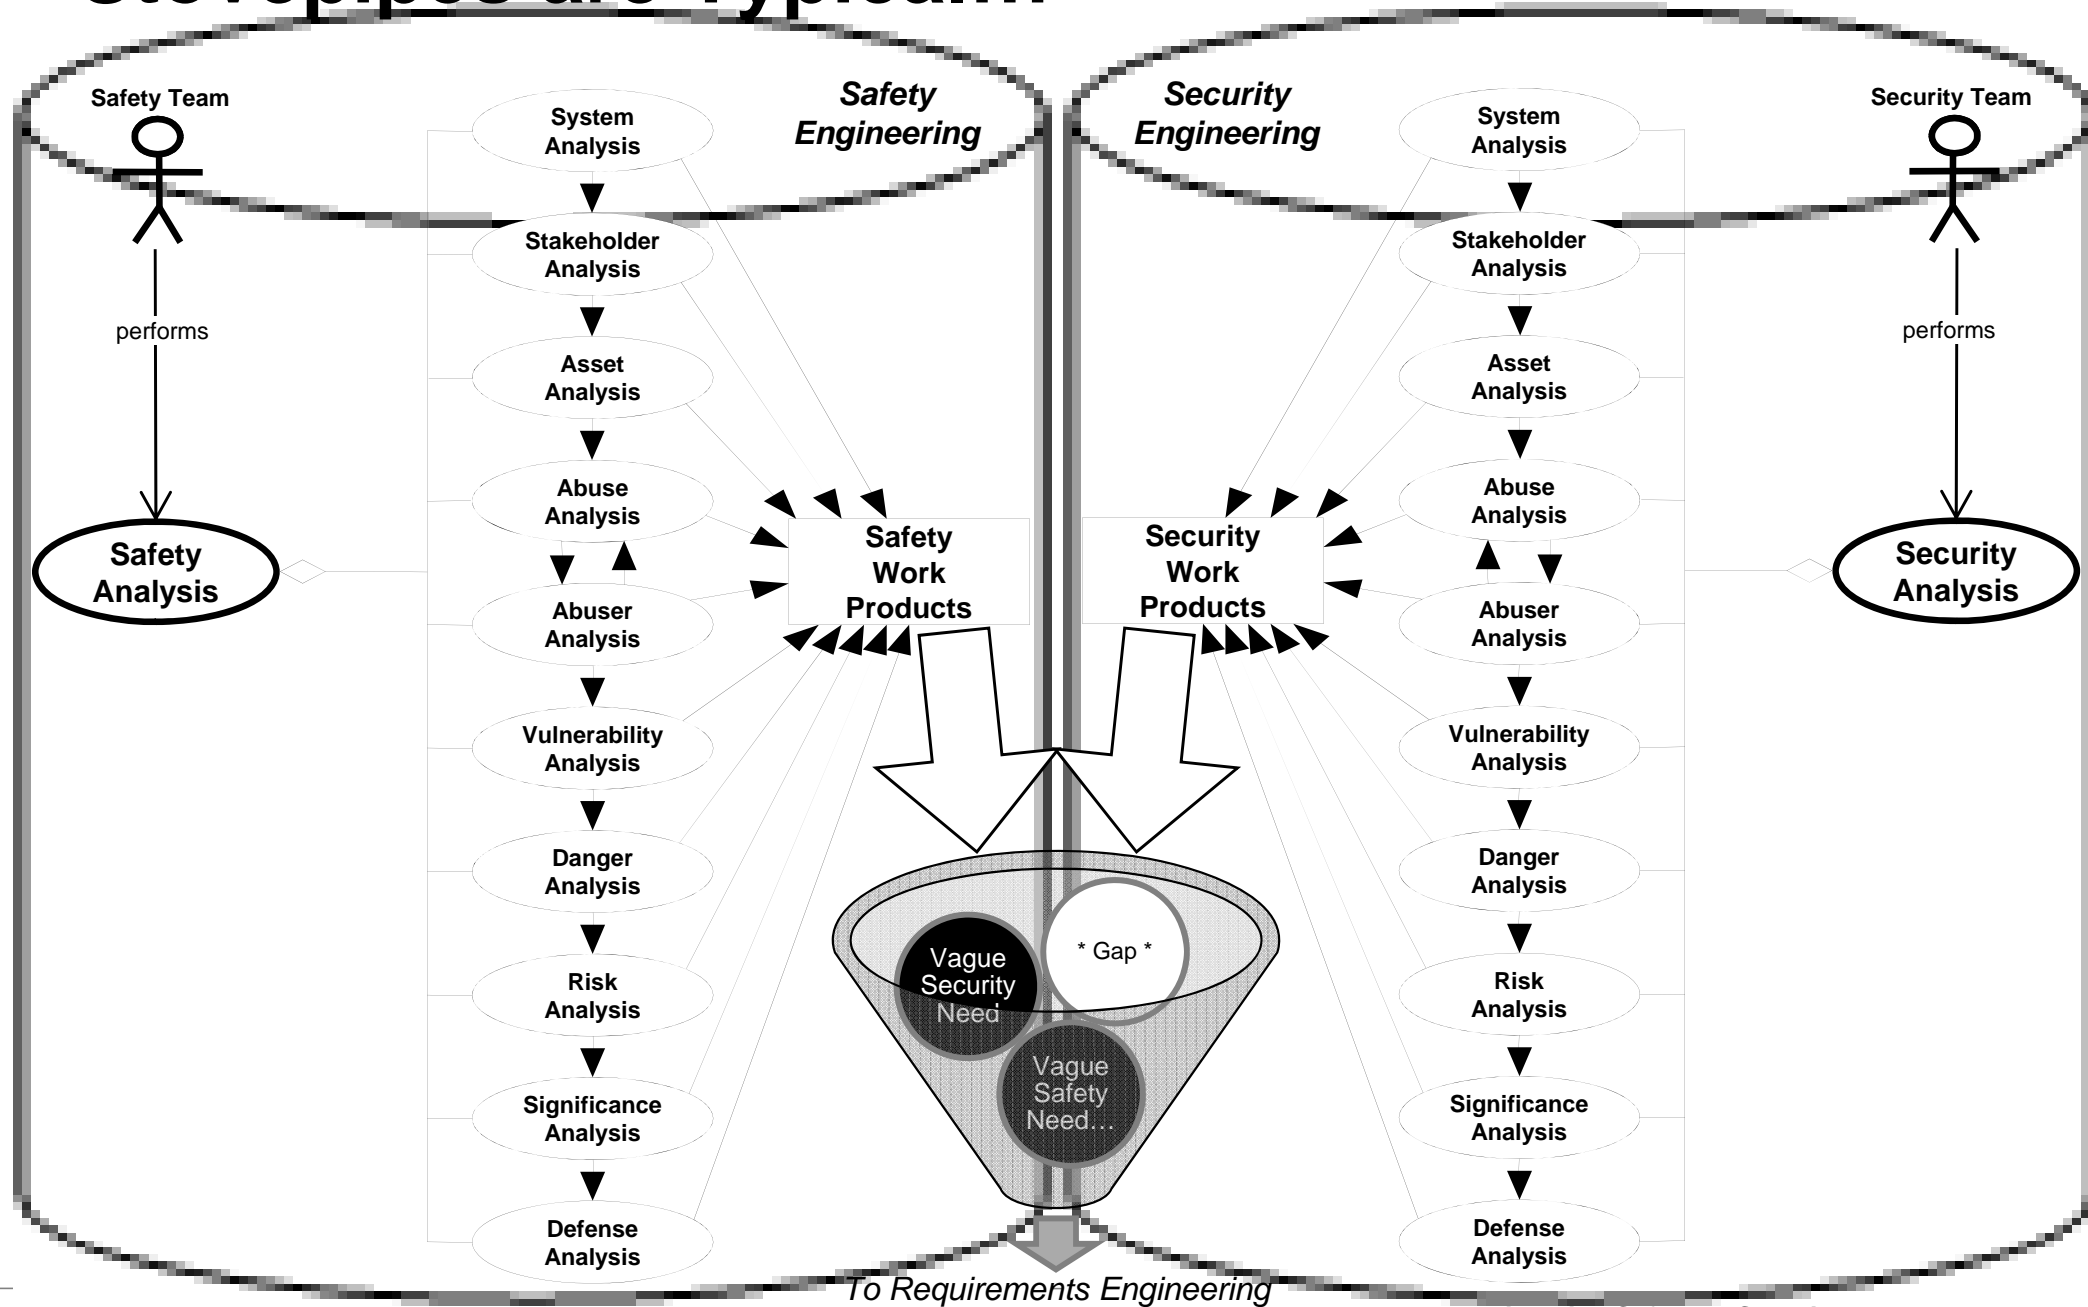 Stovepipes are Typical...
Safety Team
performs
Safety
Analysis
System
Analysis
Stakeholder
Analysis
Asset
Analysis
Abuse
Analysis
Abuser
Analysis
Vulnerability
Analysis
Danger
Analysis
Risk
Analysis
Significance
Analysis
Defense
Analysis
Safety
Engineering
Safety
Work
Products
Security
Engineering
Security
Work
Products
System
Analysis
Stakeholder
Analysis
Asset
Analysis
Abuse
Analysis
Abuser
Analysis
Vulnerability
Analysis
Danger
Analysis
Risk
Analysis
Significance
Analysis
Defense
Analysis
Security Team
performs
Security
Analysis
Vague
Security
Need
* Gap *
Vague
Safety
Need…
To Requirements Engineering